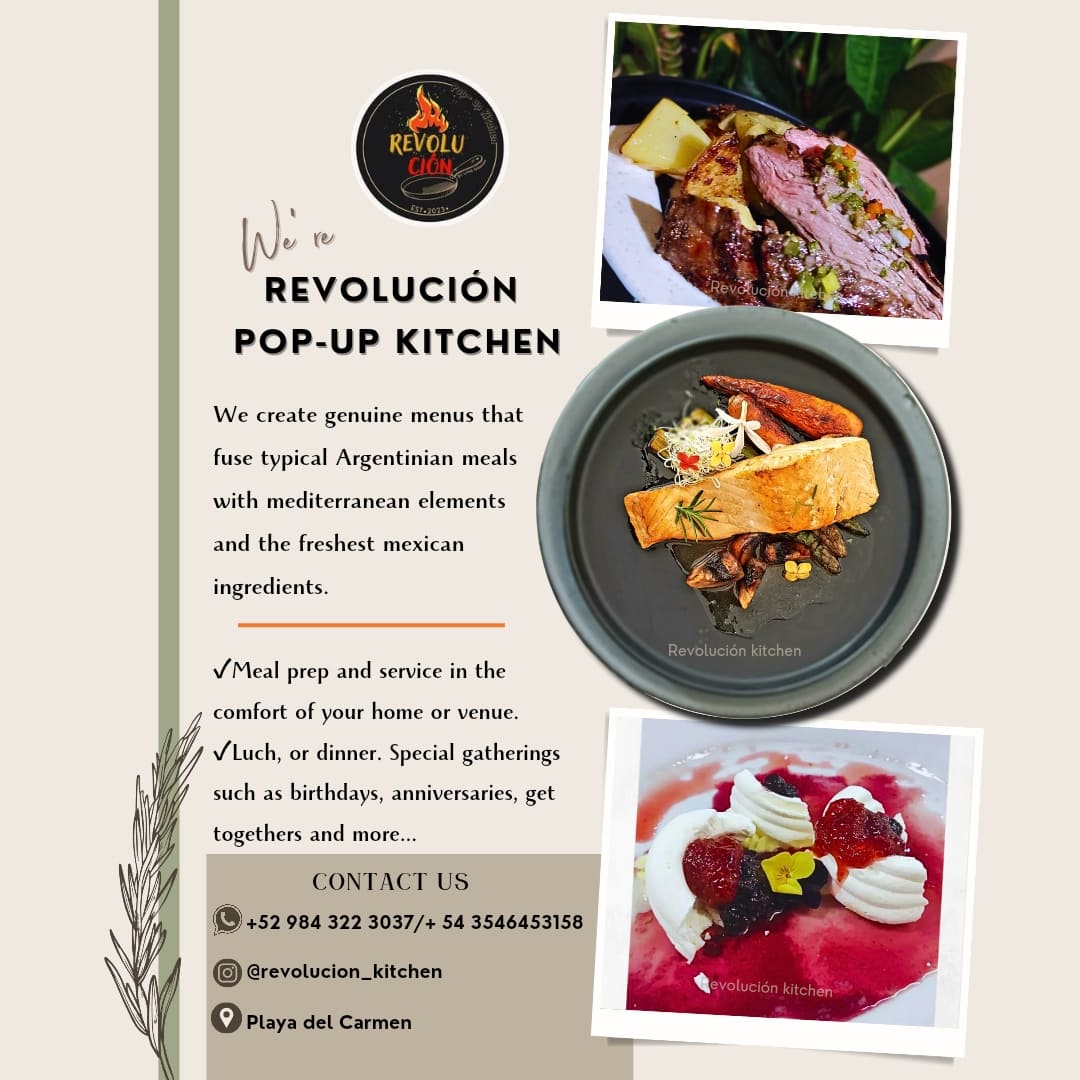 REVOLU
CIÓN
EST•2023•
We're
REVOLUCIÓN
POP-UP KITCHEN
We create genuine menus that
fuse typical Argentinian meals
with mediterranean elements
and the freshest mexican
ingredients.
✓Meal prep and service in the
comfort of your home or venue.
✓Luch, or dinner. Special gatherings
such as birthdays, anniversaries, get
togethers and more...
CONTACT US
+52 984 322 3037/+ 54 3546453158
@revolucion_kitchen
Playa del Carmen
Revolución kitchen
Revolución kitchen
Revolución kitchen